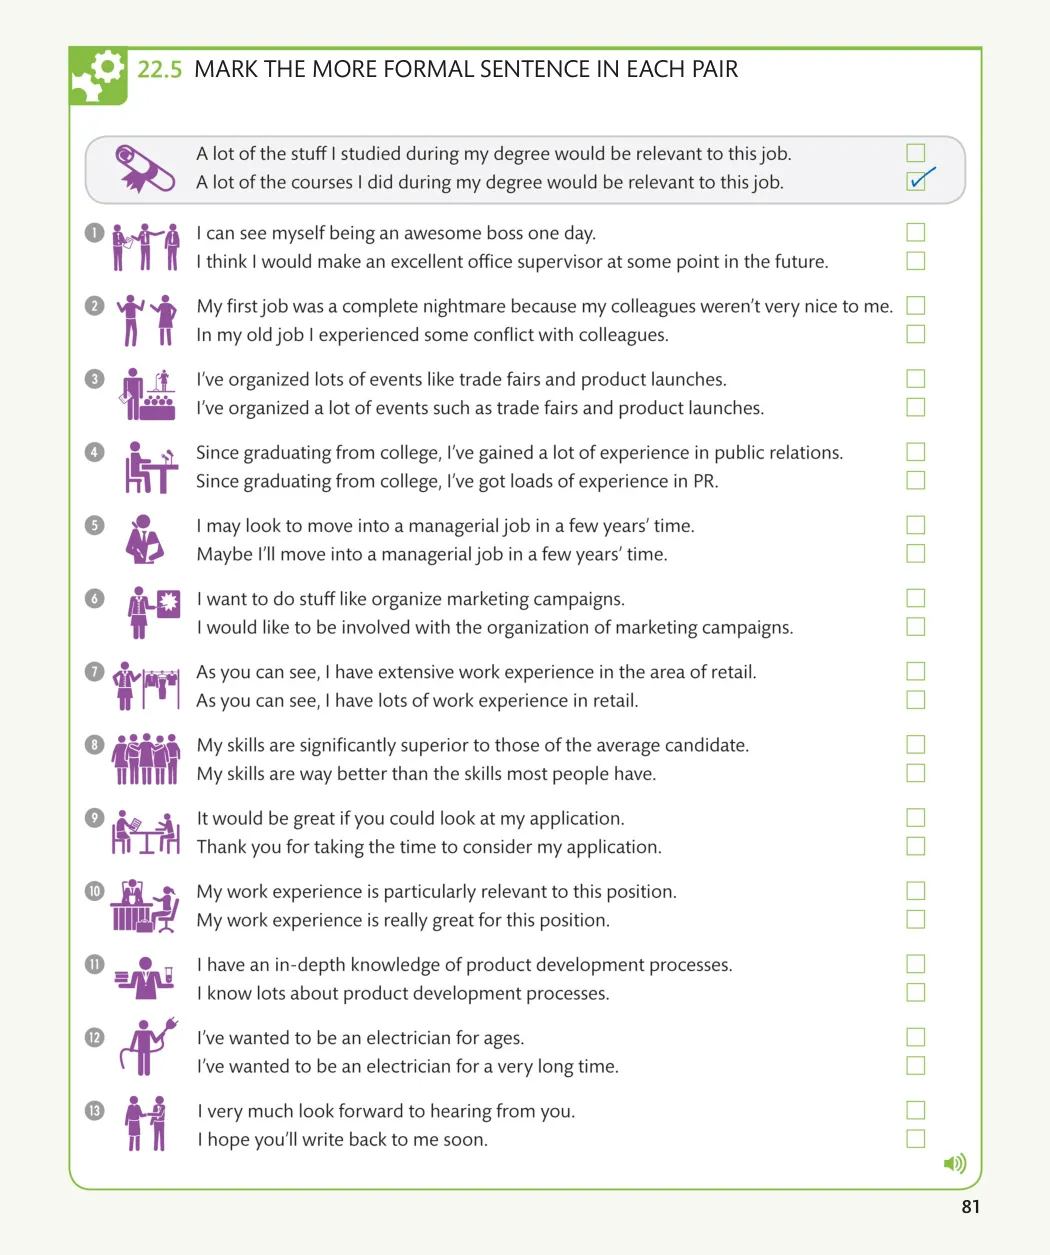 22.5 MARK THE MORE FORMAL SENTENCE IN EACH PAIR
A lot of the stuff I studied during my degree would be relevant to this job.
A lot of the courses I did during my degree would be relevant to this job.
1 I can see myself being an awesome boss one day.
I think I would make an excellent office supervisor at some point in the future.
2 My first job was a complete nightmare because my colleagues weren't very nice to me.
In my old job I experienced some conflict with colleagues.
3 I've organized lots of events like trade fairs and product launches.
I've organized a lot of events such as trade fairs and product launches.
4 Since graduating from college, I've gained a lot of experience in public relations.
Since graduating from college, I've got loads of experience in PR.
5 I may look to move into a managerial job in a few years' time.
Maybe I'll move into a managerial job in a few years' time.
6 I want to do stuff like organize marketing campaigns.
I would like to be involved with the organization of marketing campaigns.
7 As you can see, I have extensive work experience in the area of retail.
As you can see, I have lots of work experience in retail.
8 My skills are significantly superior to those of the average candidate.
My skills are way better than the skills most people have.
9 It would be great if you could look at my application.
Thank you for taking the time to consider my application.
10 My work experience is particularly relevant to this position.
My work experience is really great for this position.
11 I have an in-depth knowledge of product development processes.
I know lots about product development processes.
12 I've wanted to be an electrician for ages.
I've wanted to be an electrician for a very long time.
13 I very much look forward to hearing from you.
I hope you'll write back to me soon.
81